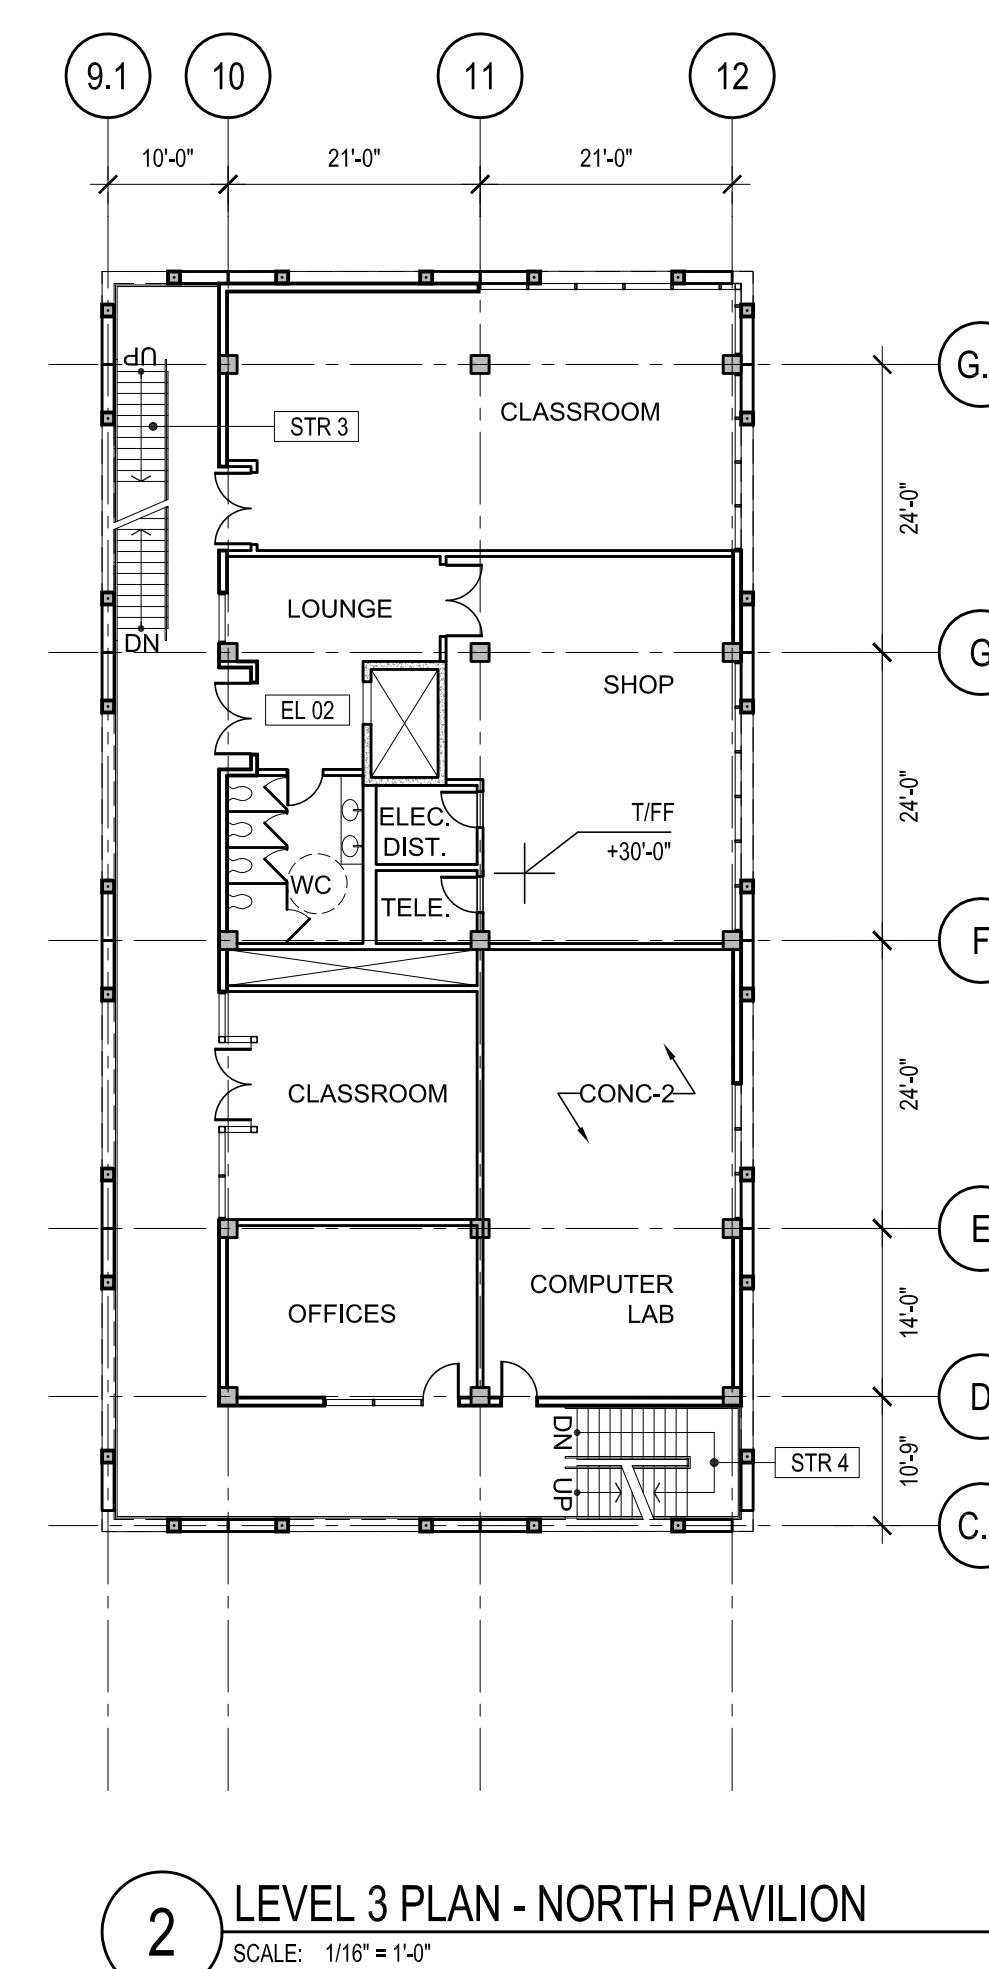 9.1
10
11
12
10'-0"
21'-0"
21'-0"
UP
G.
CLASSROOM
STR 3
24'-0"
LOUNGE
DN
G
SHOP
EL 02
24'-0"
T/FF
+30'-0"
ELEC.
DIST.
WC
TELE.
F
CLASSROOM
CONC-2
24'-0"
E
COMPUTER
LAB
OFFICES
14'-0"
D
DN
UP
STR 4
10'-9"
C.
2
LEVEL 3 PLAN - NORTH PAVILION
SCALE: 1/16" = 1'-0"